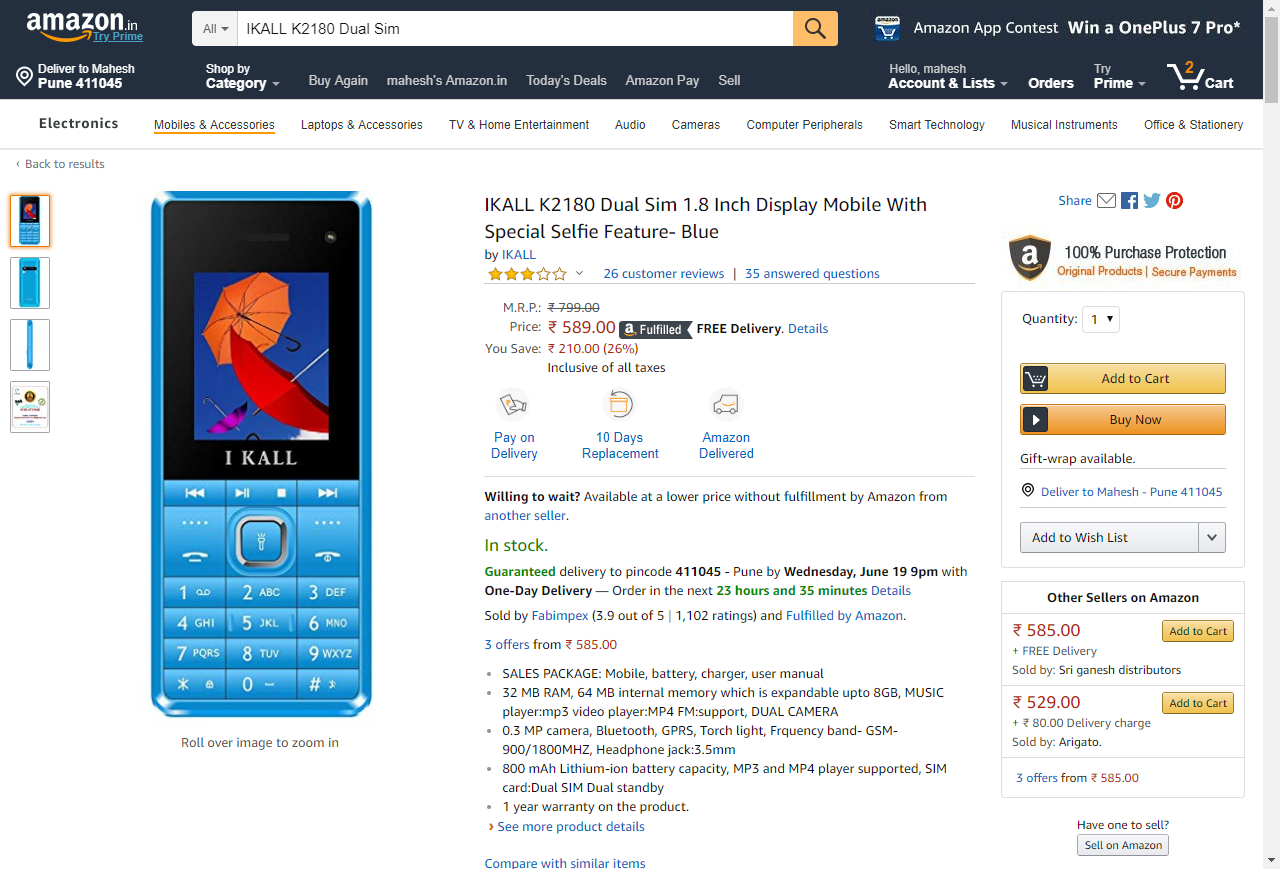 amazon.in
Try Prime
All
IKALL K2180 Dual Sim
amazon
Amazon App Contest Win a OnePlus 7 Pro*
Deliver to Mahesh
Pune 411045
Shop by
Category
Buy Again
mahesh's Amazon.in
Today's Deals
Amazon Pay
Sell
Hello, mahesh
Account & Lists
Orders
Try
Prime
2
Cart
Electronics
Mobiles & Accessories
Laptops & Accessories
TV & Home Entertainment
Audio
Cameras
Computer Peripherals
Smart Technology
Musical Instruments
Office & Stationery
‹ Back to results
I KALL
1
2 ABC
3 DEF
4 GHI
5 JKL
6 MNO
7 PQRS
8 TUV
9 WXYZ
*
0
#
Roll over image to zoom in
IKALL K2180 Dual Sim 1.8 Inch Display Mobile With
Special Selfie Feature- Blue
by IKALL
26 customer reviews | 35 answered questions
M.R.P.: ₹ 799.00
Price: ₹ 589.00 a Fulfilled FREE Delivery. Details
You Save: ₹ 210.00 (26%)
Inclusive of all taxes
Pay on
Delivery
10 Days
Replacement
Amazon
Delivered
Willing to wait? Available at a lower price without fulfillment by Amazon from
another seller.
In stock.
Guaranteed delivery to pincode 411045 - Pune by Wednesday, June 19 9pm with
One-Day Delivery — Order in the next 23 hours and 35 minutes Details
Sold by Fabimpex (3.9 out of 5 | 1,102 ratings) and Fulfilled by Amazon.
3 offers from ₹ 585.00
• SALES PACKAGE: Mobile, battery, charger, user manual
• 32 MB RAM, 64 MB internal memory which is expandable upto 8GB, MUSIC
player:mp3 video player:MP4 FM:support, DUAL CAMERA
• 0.3 MP camera, Bluetooth, GPRS, Torch light, Frquency band- GSM-
900/1800MHZ, Headphone jack:3.5mm
• 800 mAh Lithium-ion battery capacity, MP3 and MP4 player supported, SIM
card:Dual SIM Dual standby
• 1 year warranty on the product.
› See more product details
Compare with similar items
Share
a
100% Purchase Protection
Original Products | Secure Payments
Quantity: 1
Add to Cart
Buy Now
Gift-wrap available.
Deliver to Mahesh - Pune 411045
Add to Wish List
Other Sellers on Amazon
₹ 585.00
Add to Cart
+ FREE Delivery
Sold by: Sri ganesh distributors
₹ 529.00
Add to Cart
+ ₹ 80.00 Delivery charge
Sold by: Arigato.
3 offers from ₹ 585.00
Have one to sell?
Sell on Amazon